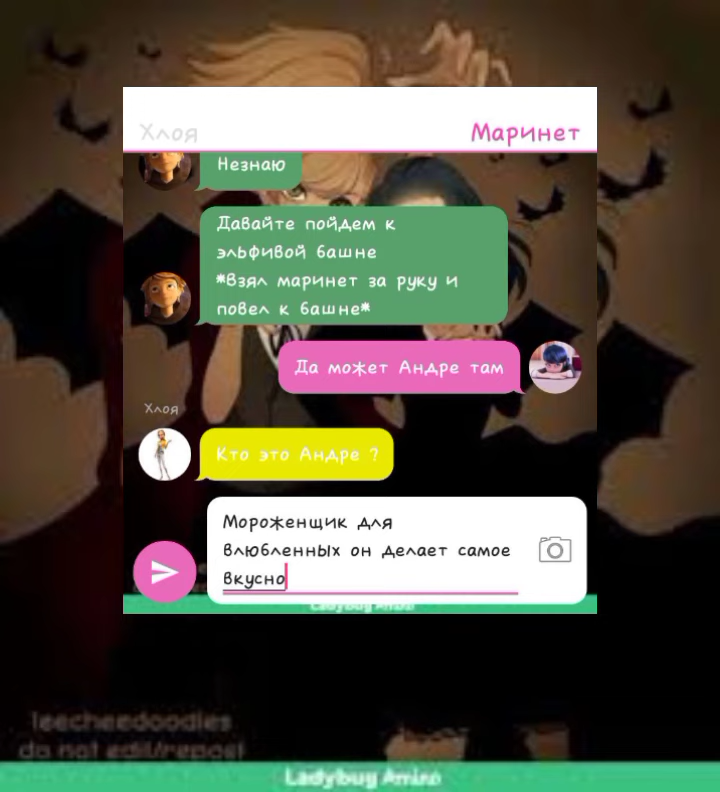 Хлоя
Маринет
Незнаю
Давайте пойдем к
эльфивой башне
*Взял маринет за руку и
повел к башне*
Да может Андре там
Хлоя
Кто это Андре ?
Мороженщик для
влюбленных он делает самое
вкусно
Ladybug Amino
leecheedoodles
do not edit/repost
Ladybug Amino